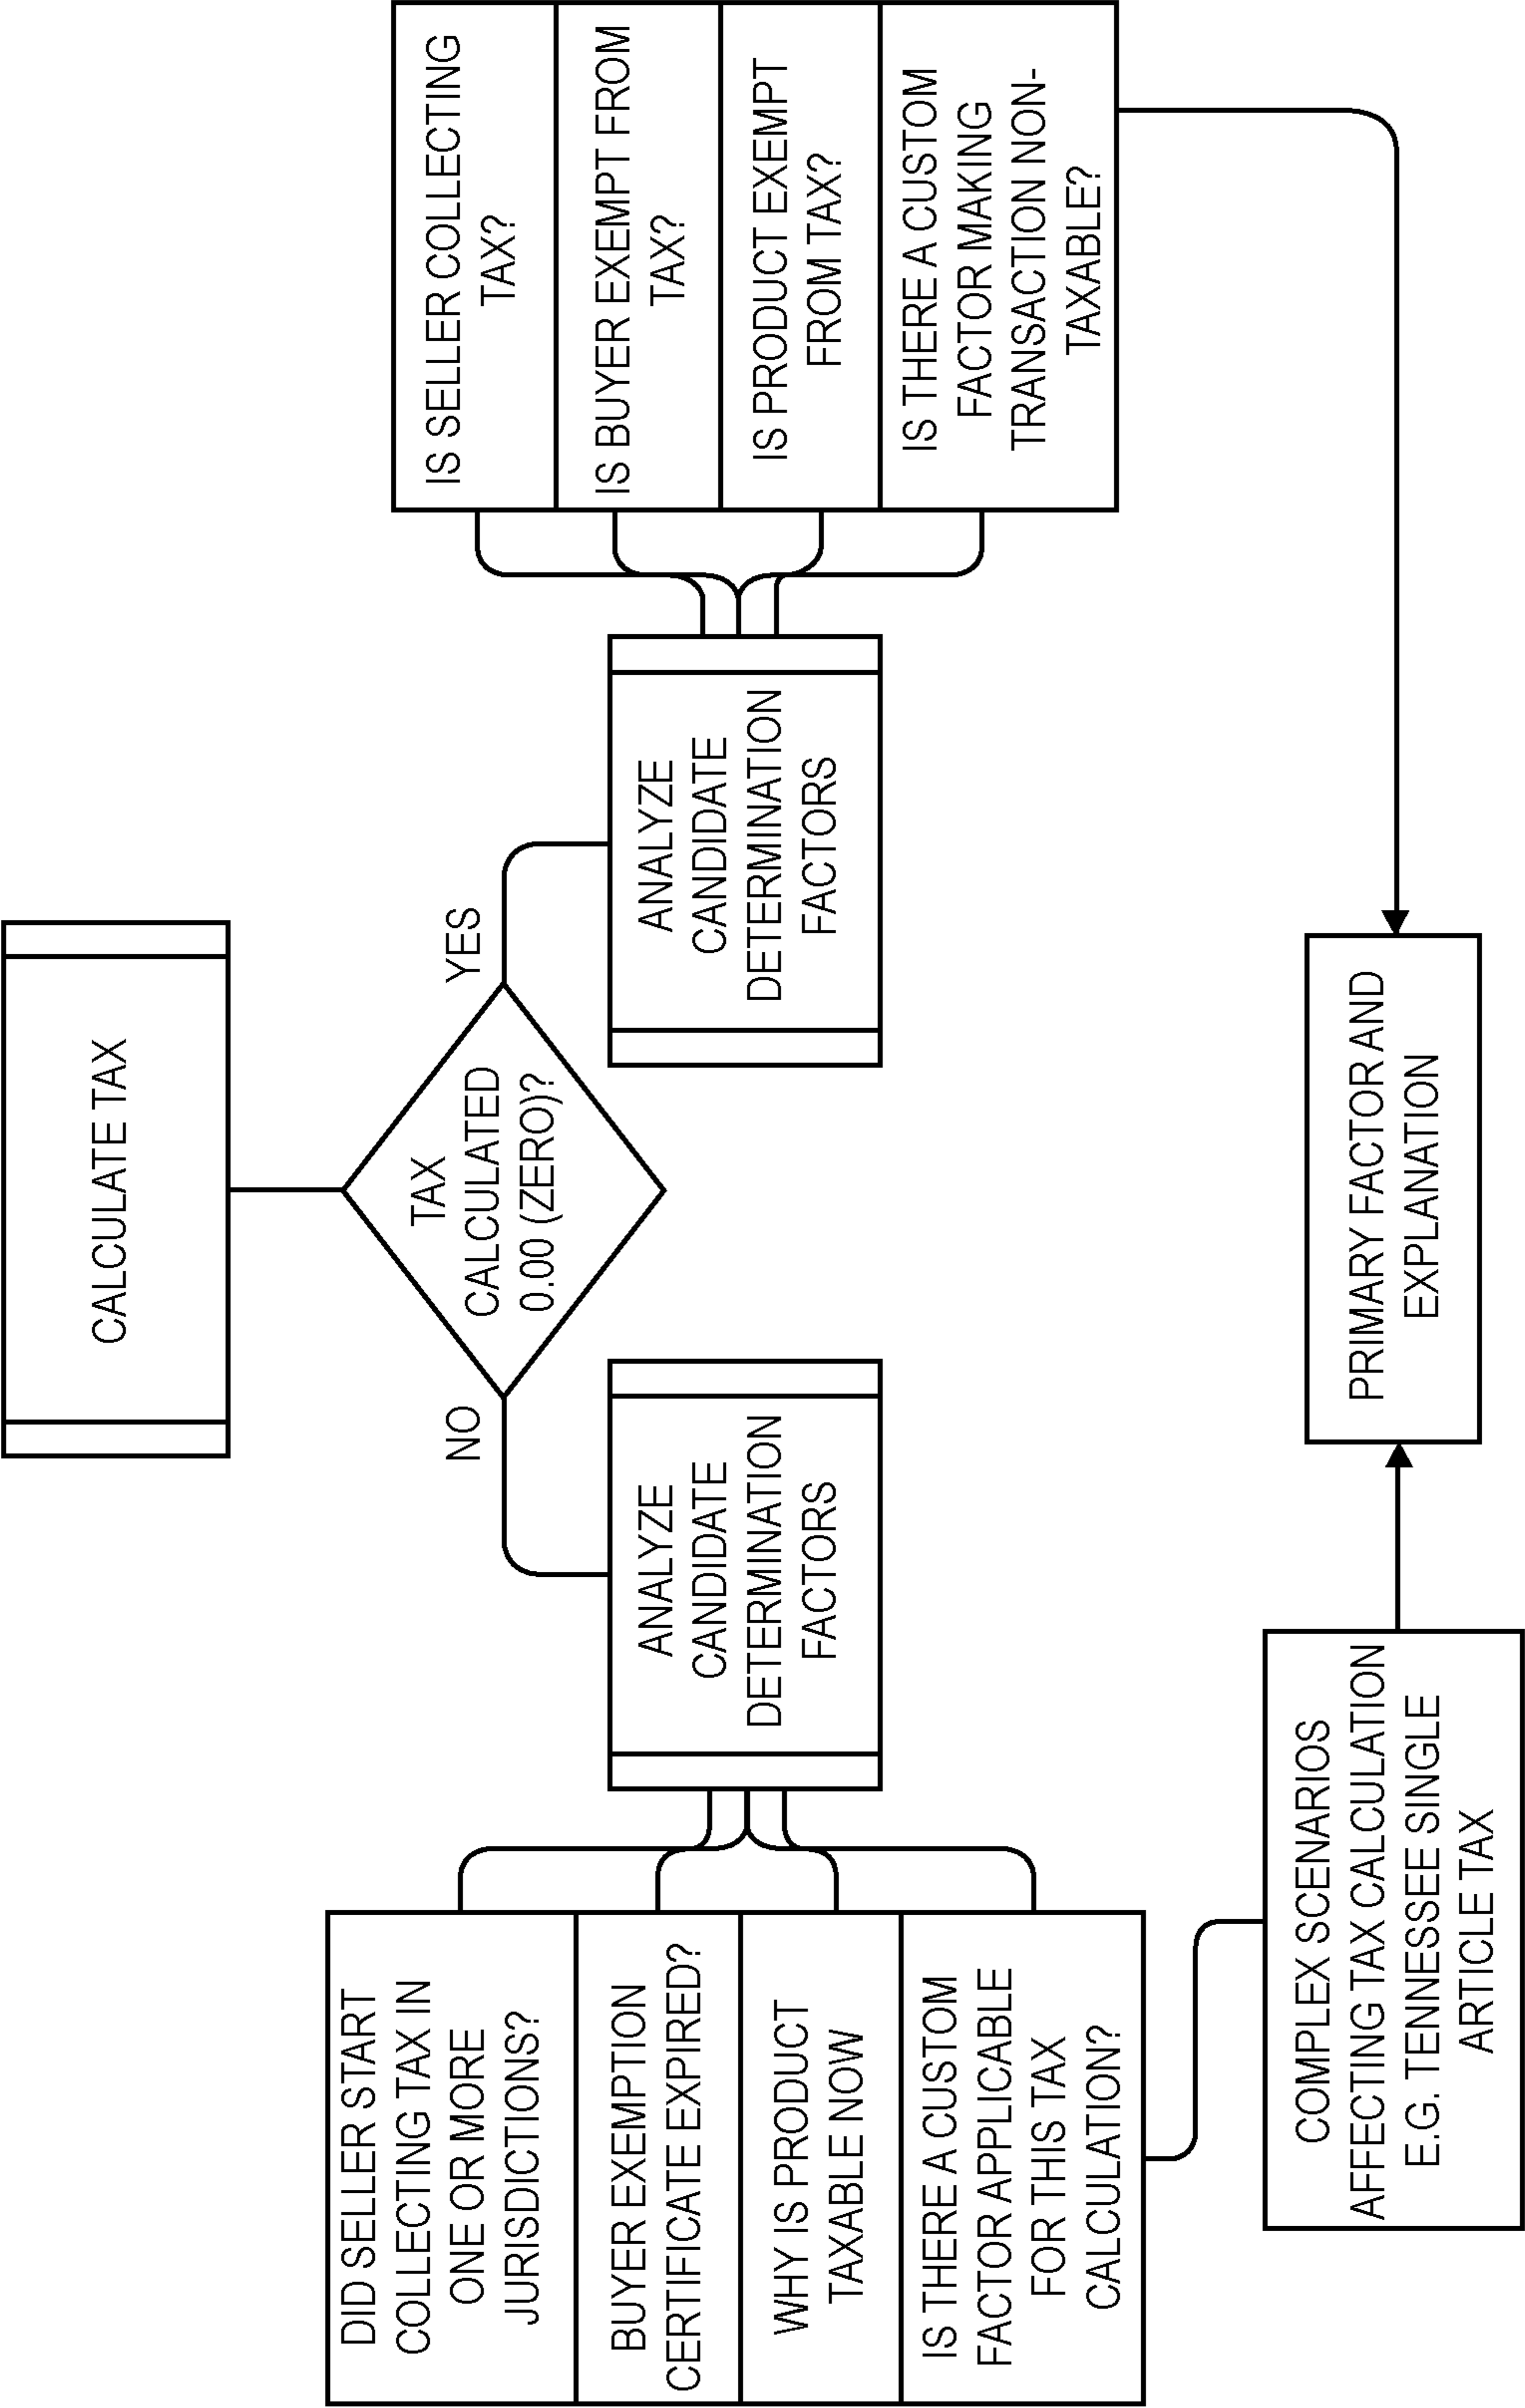 CALCULATE TAX
NO
TAX
CALCULATED
0.00 (ZERO)?
YES
ANALYZE
CANDIDATE
DETERMINATION
FACTORS
ANALYZE
CANDIDATE
DETERMINATION
FACTORS
DID SELLER START
COLLECTING TAX IN
ONE OR MORE
JURISDICTIONS?
BUYER EXEMPTION
CERTIFICATE EXPIRED?
WHY IS PRODUCT
TAXABLE NOW
IS THERE A CUSTOM
FACTOR APPLICABLE
FOR THIS TAX
CALCULATION?
IS SELLER COLLECTING
TAX?
IS BUYER EXEMPT FROM
TAX?
IS PRODUCT EXEMPT
FROM TAX?
IS THERE A CUSTOM
FACTOR MAKING
TRANSACTION NON-
TAXABLE?
COMPLEX SCENARIOS
AFFECTING TAX CALCULATION
E.G. TENNESSEE SINGLE
ARTICLE TAX
PRIMARY FACTOR AND
EXPLANATION